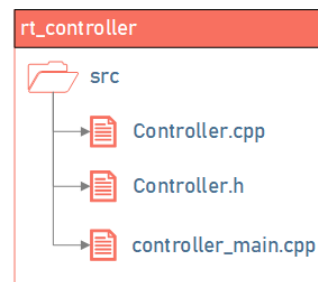 rt_controller
src
Controller.cpp
Controller.h
controller_main.cpp